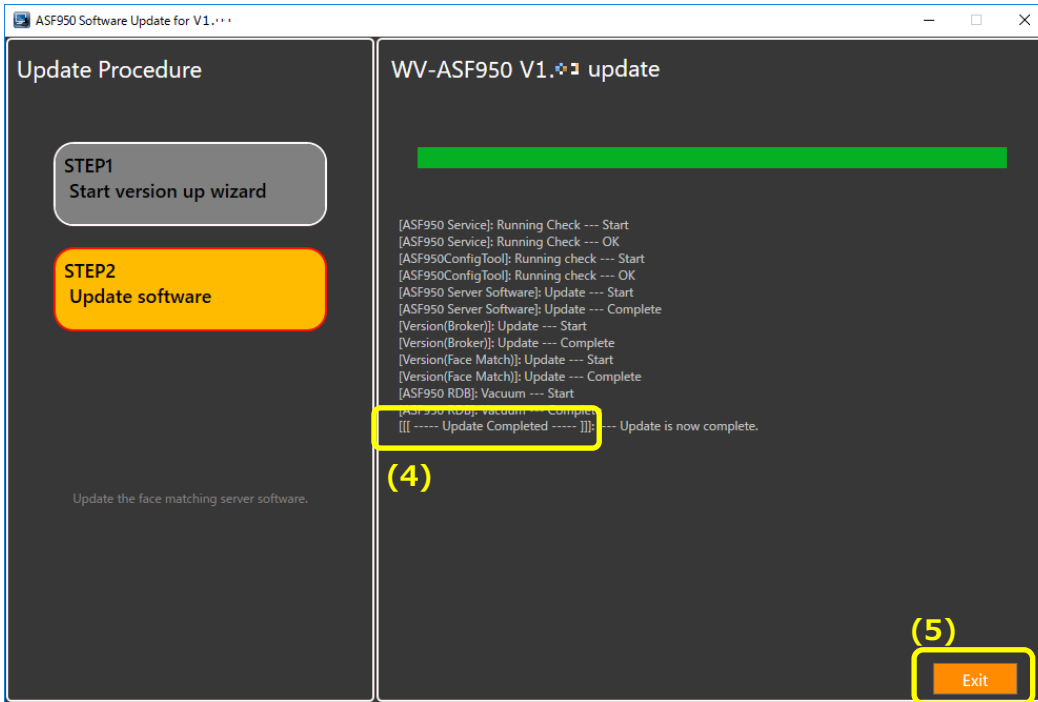 ASF950 Software Update for V1.
Update Procedure
STEP1
Start version up wizard
STEP2
Update software
Update the face matching server software.
WV-ASF950 V1. update
[ASF950 Service]: Running Check --- Start
[ASF950 Service]: Running Check --- OK
[ASF950ConfigTool]: Running check --- Start
[ASF950ConfigTool]: Running check --- OK
[ASF950 Server Software]: Update --- Start
[ASF950 Server Software]: Update --- Complete
[Version(Broker)]: Update --- Start
[Version(Broker)]: Update --- Complete
[Version(Face Match)]: Update --- Start
[Version(Face Match)]: Update --- Complete
[ASF950 RDB]: Vacuum --- Start
[ASF950 RDB]: Vacuum --- Complete
[[[ ----- Update Completed ----- ]]]: --- Update is now complete.
(4)
(5)
Exit